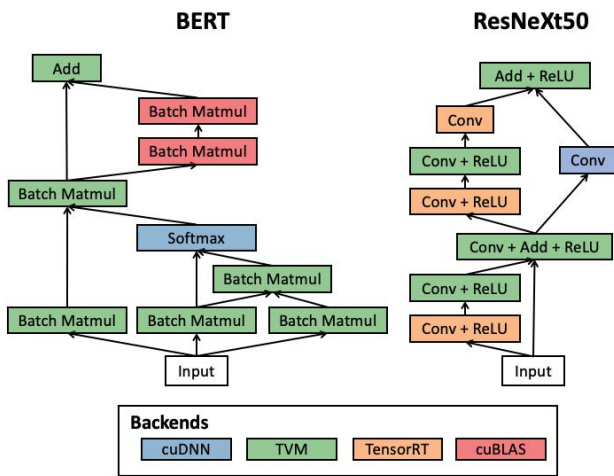 BERT
ResNeXt50
Add
Batch Matmul
Batch Matmul
Batch Matmul
Softmax
Batch Matmul
Batch Matmul
Batch Matmul
Batch Matmul
Input
Add + ReLU
Conv
Conv + ReLU
Conv
Conv + ReLU
Conv + Add + ReLU
Conv + ReLU
Conv + ReLU
Input
Backends
cuDNN
TVM
TensorRT
cuBLAS